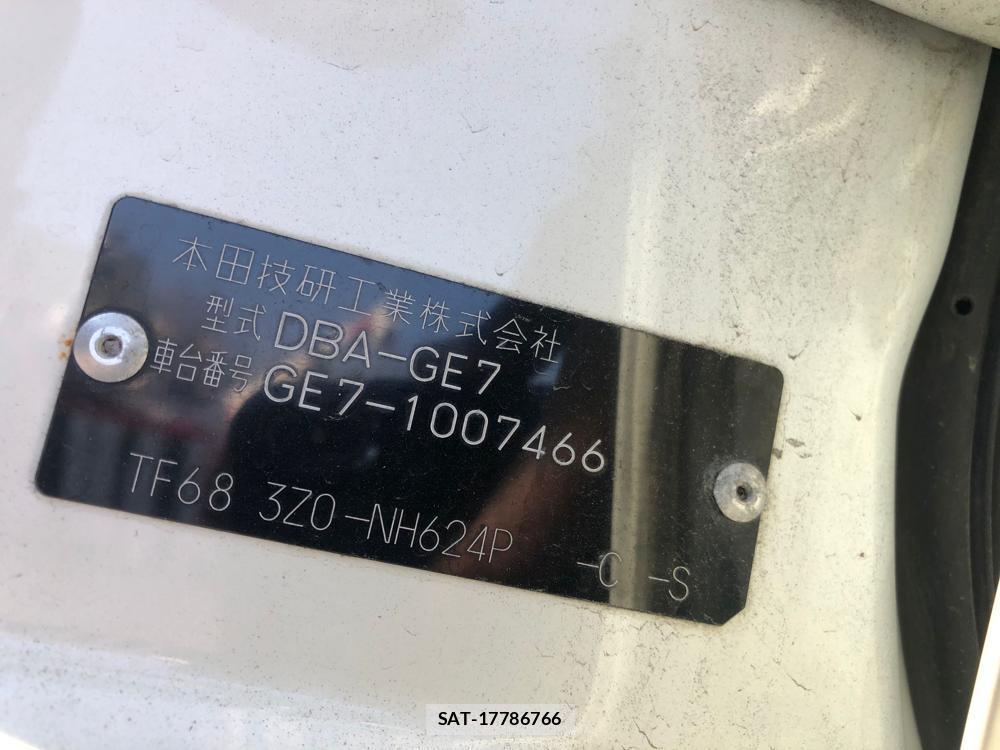 本田技研工業株式会社
型式 DBA-GE7
車台番号 GE7-1007466
TF68 3Z0-NH624P -C -S
SAT-17786766